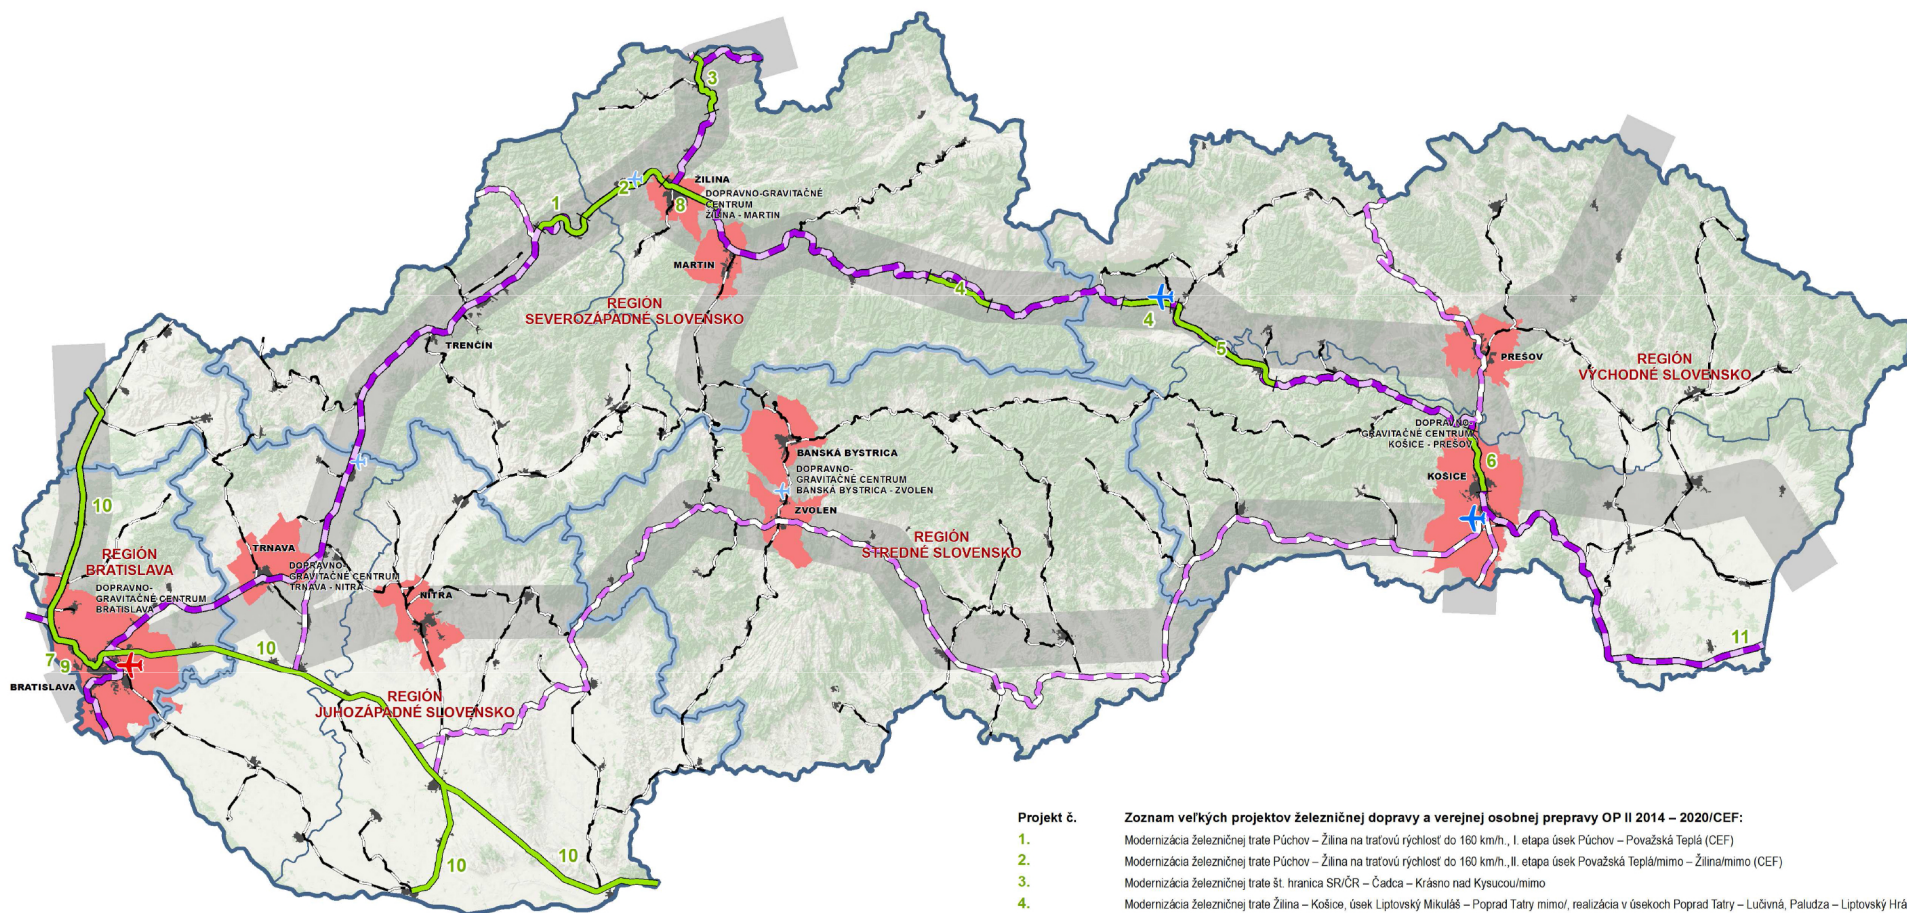 3
2
ŽILINA
DOPRAVNO-GRAVITAČNÉ
CENTRUM
ŽILINA - MARTIN
8
1
MARTIN
REGIÓN
SEVEROZÁPADNÉ SLOVENSKO
TRENČÍN
4
4
5
PREŠOV
REGIÓN
VÝCHODNÉ SLOVENSKO
DOPRAVNO-
GRAVITAČNÉ CENTRUM
KOŠICE - PREŠOV
6
KOŠICE
BANSKÁ BYSTRICA
DOPRAVNO-
GRAVITAČNÉ CENTRUM
BANSKÁ BYSTRICA - ZVOLEN
ZVOLEN
REGIÓN
STREDNÉ SLOVENSKO
10
REGIÓN
BRATISLAVA
DOPRAVNO-
GRAVITAČNÉ CENTRUM
BRATISLAVA
TRNAVA
DOPRAVNO-
GRAVITAČNÉ CENTRUM
TRNAVA - NITRA
NITRA
7
9
10
BRATISLAVA
REGIÓN
JUHOZÁPADNÉ SLOVENSKO
11
10
10
Projekt č. Zoznam veľkých projektov železničnej dopravy a verejnej osobnej prepravy OP II 2014 – 2020/CEF:
1. Modernizácia železničnej trate Púchov – Žilina na traťovú rýchlosť do 160 km/h., I. etapa úsek Púchov – Považská Teplá (CEF)
2. Modernizácia železničnej trate Púchov – Žilina na traťovú rýchlosť do 160 km/h.,II. etapa úsek Považská Teplá/mimo – Žilina/mimo (CEF)
3. Modernizácia železničnej trate št. hranica SR/ČR – Čadca – Krásno nad Kysucou/mimo
4. Modernizácia železničnej trate Žilina – Košice, úsek Liptovský Mikuláš – Poprad Tatry mimo/, realizácia v úsekoch Poprad Tatry – Lučivná, Paludza – Liptovský Hrá